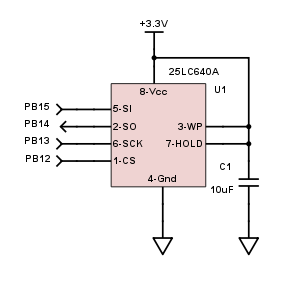 +3.3V
25LC640A
8-Vcc
U1
PB15
5-SI
PB14
2-SO
3-WP
PB13
6-SCK
7-HOLD
PB12
1-CS
C1
4-Gnd
10uF